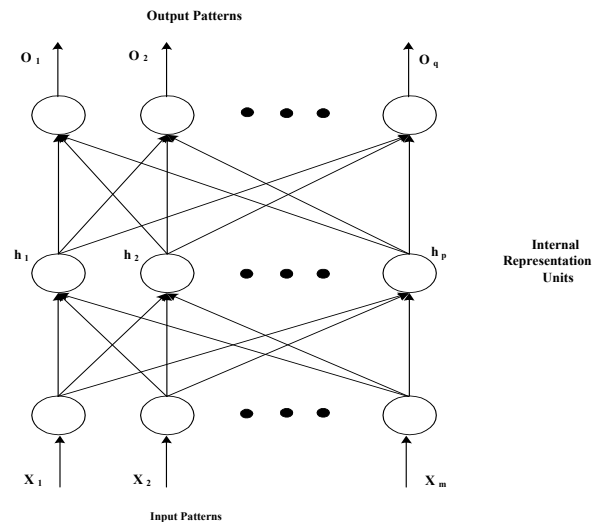 Output Patterns
O 1 O 2 O q
h 1 h 2 h p
Internal
Representation
Units
X 1 X 2 X m
Input Patterns